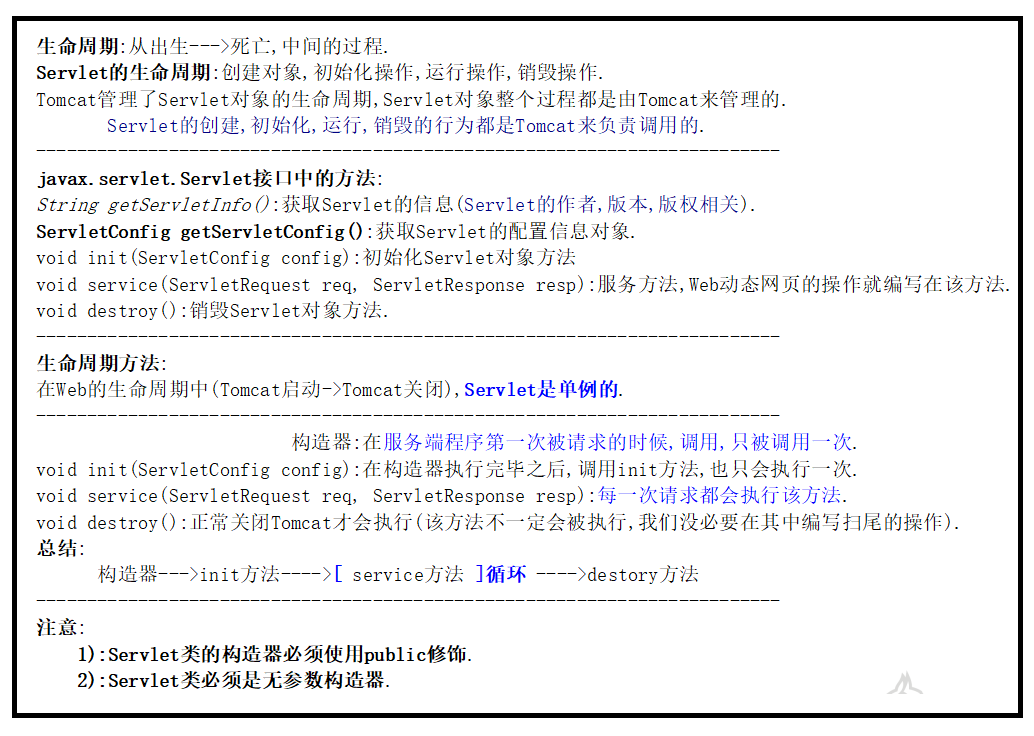 生命周期:从出生--->死亡,中间的过程.
Servlet的生命周期:创建对象,初始化操作,运行操作,销毁操作.
Tomcat管理了Servlet对象的生命周期,Servlet对象整个过程都是由Tomcat来管理的.
Servlet的创建,初始化,运行,销毁的行为都是Tomcat来负责调用的.
-------------------------------------------------------------------------
javax.servlet.Servlet接口中的方法:
String getServletInfo():获取Servlet的信息(Servlet的作者,版本,版权相关).
ServletConfig getServletConfig():获取Servlet的配置信息对象.
void init(ServletConfig config):初始化Servlet对象方法
void service(ServletRequest req, ServletResponse resp):服务方法,Web动态网页的操作就编写在该方法.
void destroy():销毁Servlet对象方法.
-------------------------------------------------------------------------
生命周期方法:
在Web的生命周期中(Tomcat启动->Tomcat关闭),Servlet是单例的.
-------------------------------------------------------------------------
构造器:在服务端程序第一次被请求的时候,调用,只被调用一次.
void init(ServletConfig config):在构造器执行完毕之后,调用init方法,也只会执行一次.
void service(ServletRequest req, ServletResponse resp):每一次请求都会执行该方法.
void destroy():正常关闭Tomcat才会执行(该方法不一定会被执行,我们没必要在其中编写扫尾的操作).
总结:
构造器--->init方法---->[ service方法 ]循环 ---->destory方法
-------------------------------------------------------------------------
注意:
1):Servlet类的构造器必须使用public修饰.
2):Servlet类必须是无参数构造器.